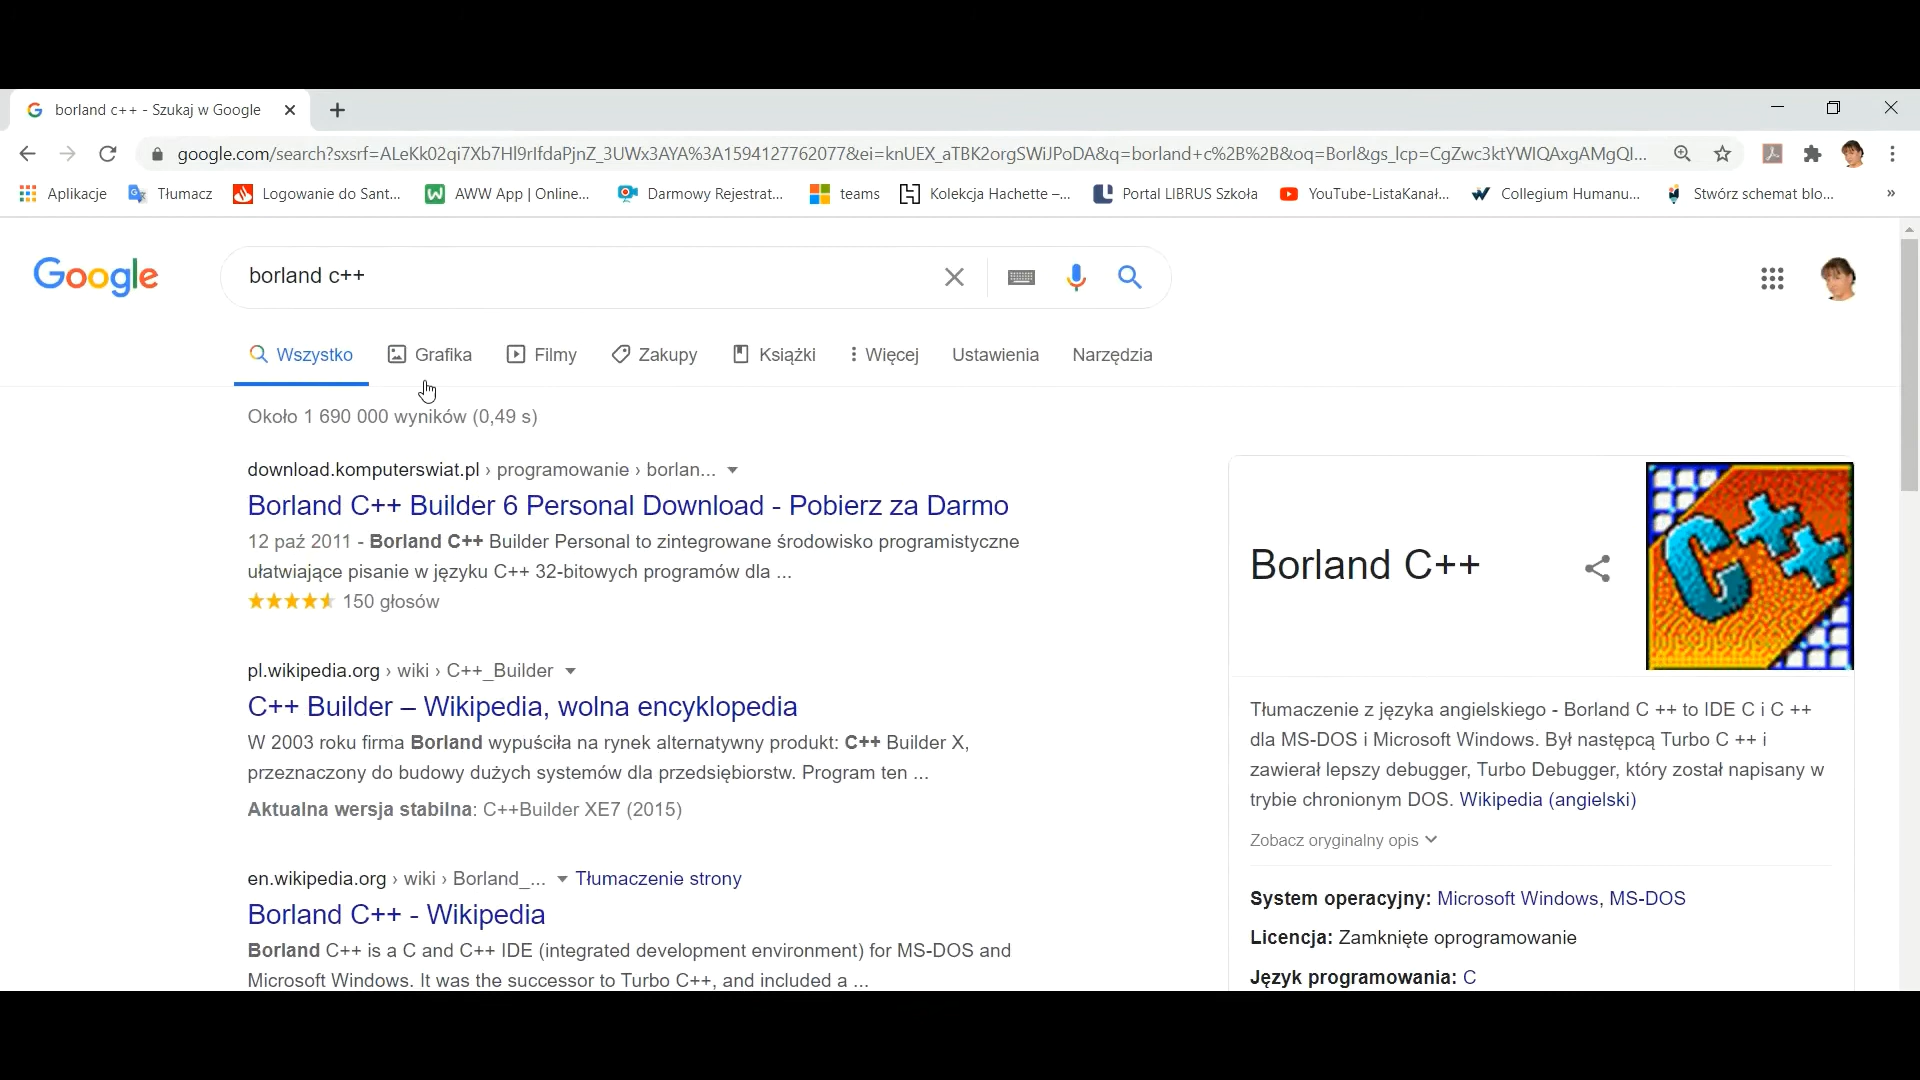 borland c++ - Szukaj w Google
google.com/search?sxsrf=ALeKk02qi7Xb7Hl9rIfdaPjnZ_3UWx3AYA%3A1594127762077&ei=knUEX_aTBK2orgSWiJPoDA&q=borland+c%2B%2B&oq=Borl&gs_lcp=CgZwc3ktYWIQAxgAMgQI...
Aplikacje Tłumacz Logowanie do Sant... AWW App | Online... Darmowy Rejestrat... teams Kolekcja Hachette –... Portal LIBRUS Szkoła YouTube-ListaKanał... Collegium Humanu... Stwórz schemat blo... »
Google
borland c++
Wszystko Grafika Filmy Zakupy Książki Więcej Ustawienia Narzędzia
Około 1 690 000 wyników (0,49 s)
download.komputerswiat.pl › programowanie › borlan...
Borland C++ Builder 6 Personal Download - Pobierz za Darmo
12 paź 2011 - Borland C++ Builder Personal to zintegrowane środowisko programistyczne
ułatwiające pisanie w języku C++ 32-bitowych programów dla ...
150 głosów
pl.wikipedia.org › wiki › C++_Builder
C++ Builder – Wikipedia, wolna encyklopedia
W 2003 roku firma Borland wypuściła na rynek alternatywny produkt: C++ Builder X,
przeznaczony do budowy dużych systemów dla przedsiębiorstw. Program ten ...
Aktualna wersja stabilna: C++Builder XE7 (2015)
en.wikipedia.org › wiki › Borland_... Tłumaczenie strony
Borland C++ - Wikipedia
Borland C++ is a C and C++ IDE (integrated development environment) for MS-DOS and
Microsoft Windows. It was the successor to Turbo C++, and included a ...
Borland C++
C++
Tłumaczenie z języka angielskiego - Borland C ++ to IDE C i C ++
dla MS-DOS i Microsoft Windows. Był następcą Turbo C ++ i
zawierał lepszy debugger, Turbo Debugger, który został napisany w
trybie chronionym DOS. Wikipedia (angielski)
Zobacz oryginalny opis
System operacyjny: Microsoft Windows, MS-DOS
Licencja: Zamknięte oprogramowanie
Język programowania: C